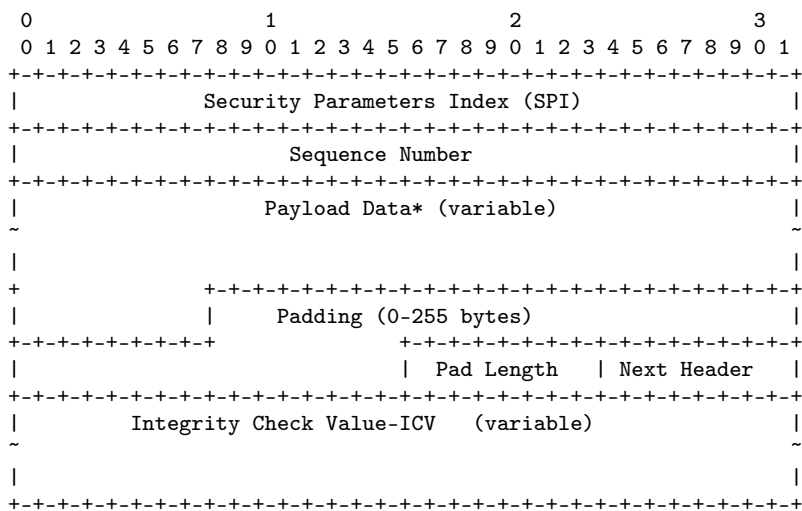 0                   1                   2                   3
 0 1 2 3 4 5 6 7 8 9 0 1 2 3 4 5 6 7 8 9 0 1 2 3 4 5 6 7 8 9 0 1
+-+-+-+-+-+-+-+-+-+-+-+-+-+-+-+-+-+-+-+-+-+-+-+-+-+-+-+-+-+-+-+-+
|               Security Parameters Index (SPI)                 |
+-+-+-+-+-+-+-+-+-+-+-+-+-+-+-+-+-+-+-+-+-+-+-+-+-+-+-+-+-+-+-+-+
|                      Sequence Number                          |
+-+-+-+-+-+-+-+-+-+-+-+-+-+-+-+-+-+-+-+-+-+-+-+-+-+-+-+-+-+-+-+-+
|                    Payload Data* (variable)                   |
~                                                               ~
|                                                               |
+               +-+-+-+-+-+-+-+-+-+-+-+-+-+-+-+-+-+-+-+-+-+-+-+-+
|               |     Padding (0-255 bytes)                     |
+-+-+-+-+-+-+-+-+               +-+-+-+-+-+-+-+-+-+-+-+-+-+-+-+-+
|                               |  Pad Length   | Next Header   |
+-+-+-+-+-+-+-+-+-+-+-+-+-+-+-+-+-+-+-+-+-+-+-+-+-+-+-+-+-+-+-+-+
|         Integrity Check Value-ICV   (variable)                |
~                                                               ~
|                                                               |
+-+-+-+-+-+-+-+-+-+-+-+-+-+-+-+-+-+-+-+-+-+-+-+-+-+-+-+-+-+-+-+-+